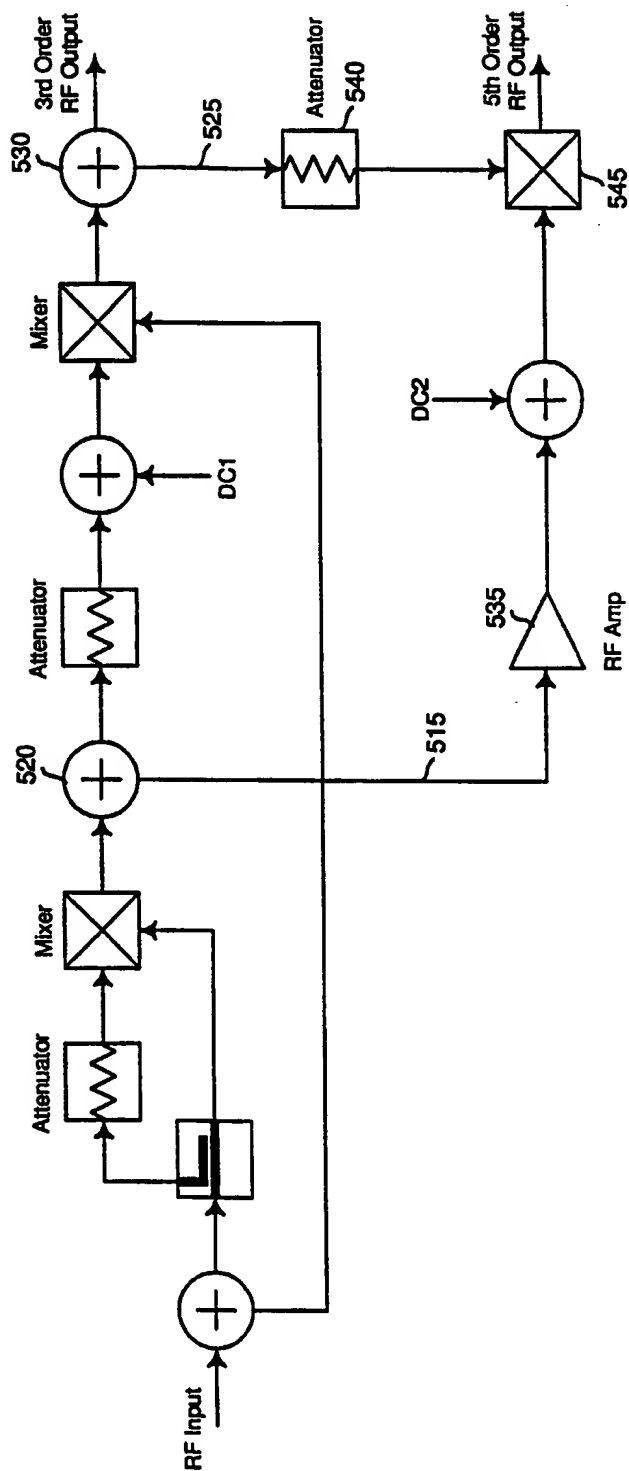 RF Input
Attenuator
Mixer
520
Attenuator
DC1
Mixer
530
3rd Order
RF Output
525
Attenuator
540
515
535
RF Amp
DC2
545
5th Order
RF Output